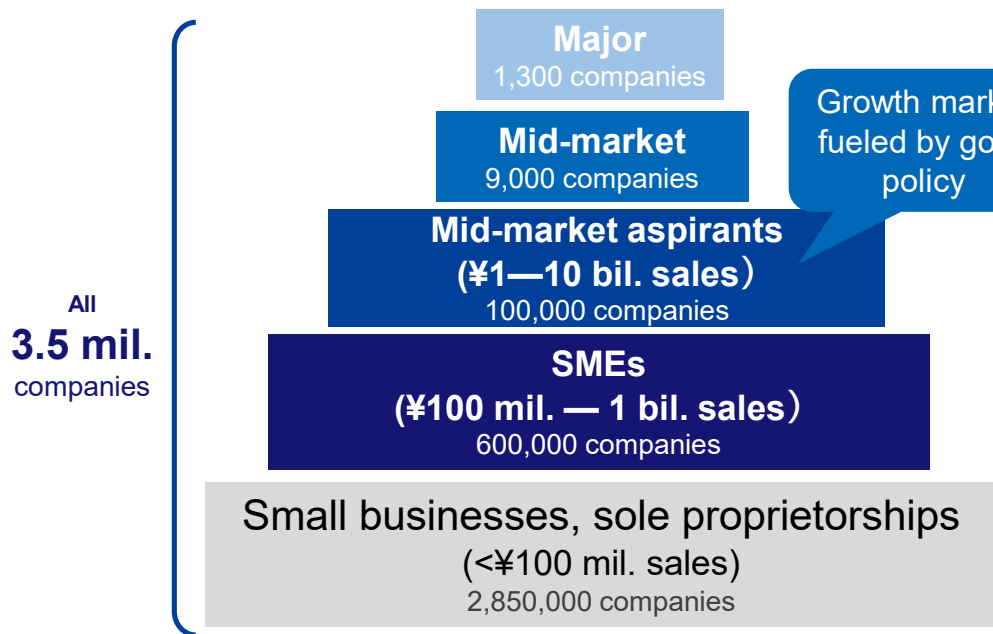 Major
1,300 companies
Mid-market
9,000 companies
Growth
fueled by
policy
Mid-market aspirants
(¥1—10 bil. sales）
100,000 companies
All
3.5 mil.
companies
SMEs
(¥100 mil. — 1 bil. sales）
600,000 companies
Small businesses, sole proprietorships
(<¥100 mil. sales)
2,850,000 companies